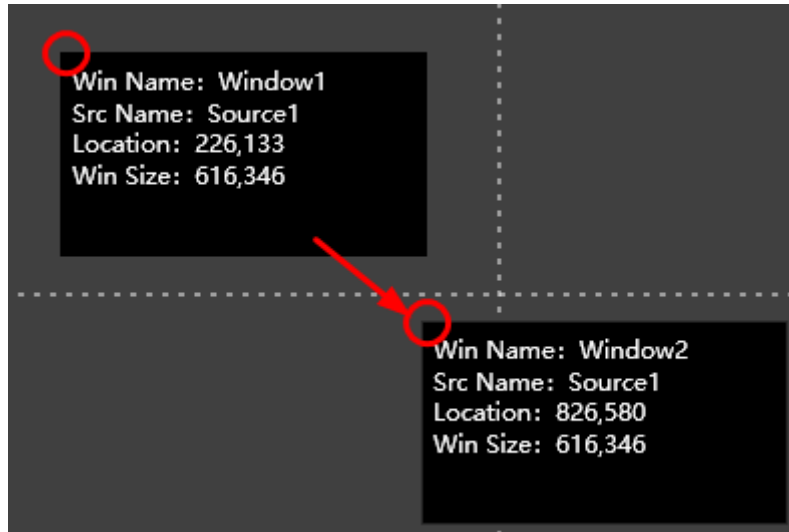 Win Name: Window1
Src Name: Source1
Location: 226,133
Win Size: 616,346
Win Name: Window2
Src Name: Source1
Location: 826,580
Win Size: 616,346